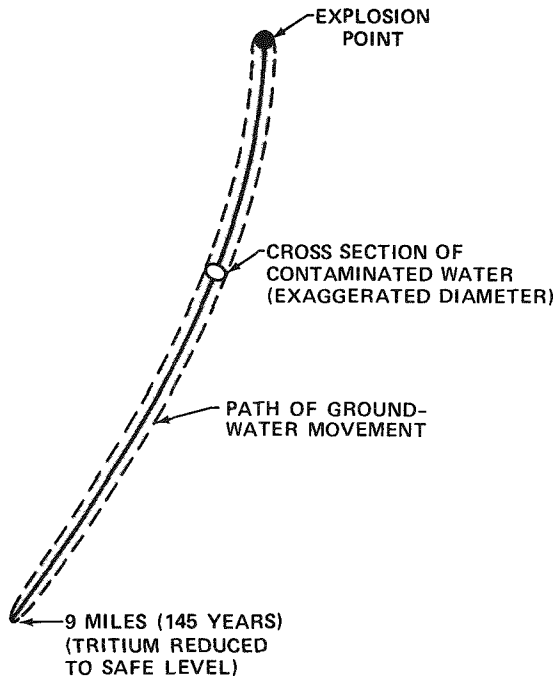 EXPLOSION
POINT
CROSS SECTION OF
CONTAMINATED WATER
(EXAGGERATED DIAMETER)
PATH OF GROUND-
WATER MOVEMENT
9 MILES (145 YEARS)
(TRITIUM REDUCED
TO SAFE LEVEL)